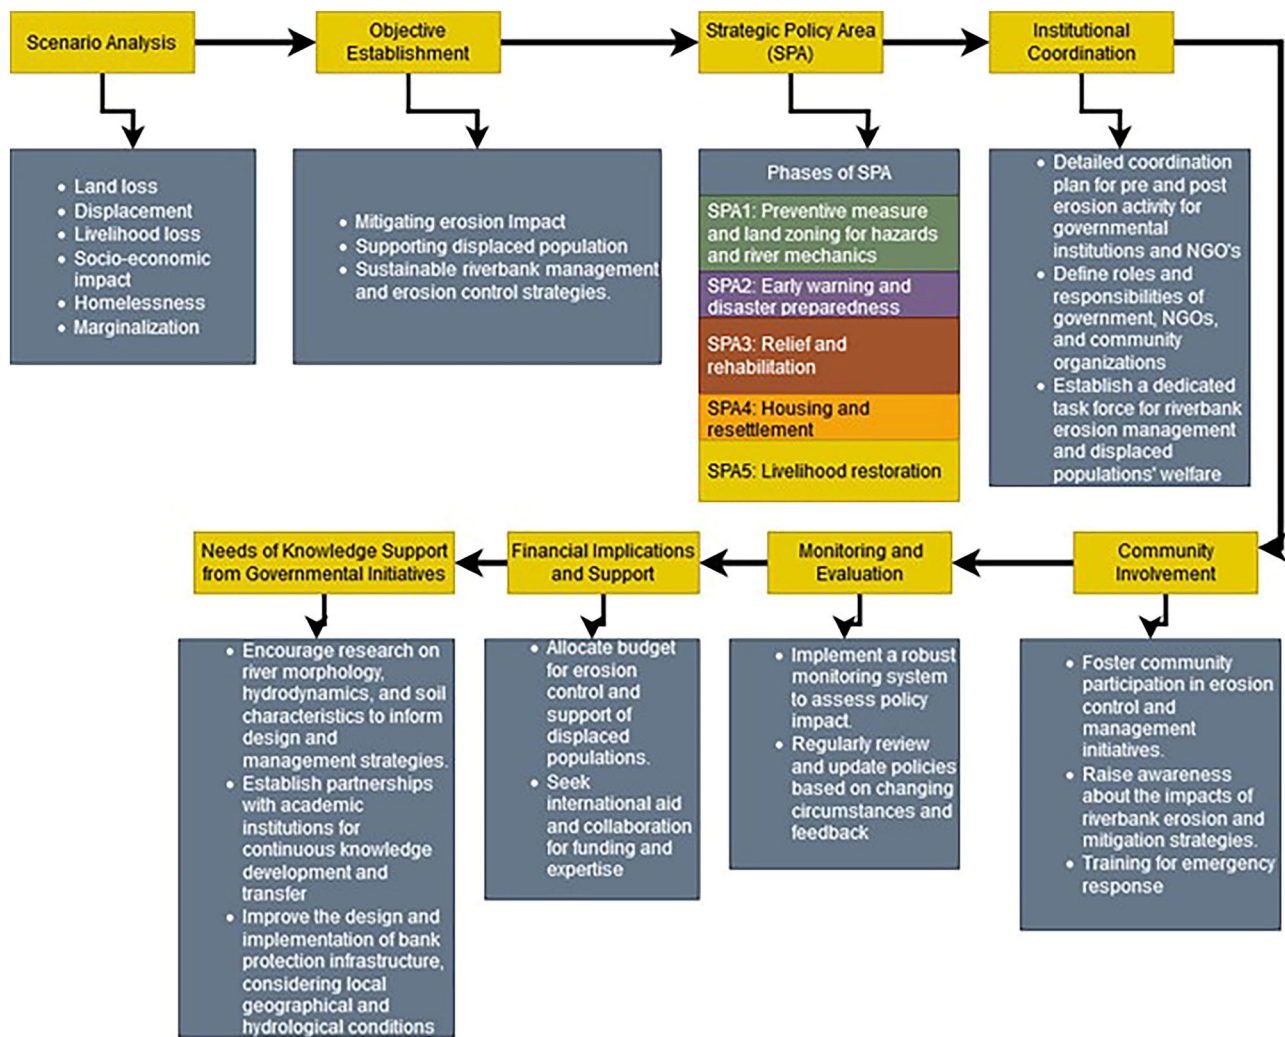 Scenario Analysis
Objective
Establishment
Strategic Policy Area
(SPA)
Institutional
Coordination
• Land loss
• Displacement
• Livelihood loss
• Socio-economic
impact
• Homelessness
• Marginalization
• Mitigating erosion Impact
• Supporting displaced population
• Sustainable riverbank management
and erosion control strategies.
Phases of SPA
SPA1: Preventive measure
and land zoning for hazards
and river mechanics
SPA2: Early warning and
disaster preparedness
SPA3: Relief and
rehabilitation
SPA4: Housing and
resettlement
SPA5: Livelihood restoration
• Detailed coordination
plan for pre and post
erosion activity for
governmental
institutions and NGO's
• Define roles and
responsibilities of
government, NGOs,
and community
organizations
• Establish a dedicated
task force for riverbank
erosion management
and displaced
populations' welfare
Needs of Knowledge Support
from Governmental Initiatives
Financial Implications
and Support
Monitoring and
Evaluation
Community
Involvement
• Encourage research on
river morphology,
hydrodynamics, and soil
characteristics to inform
design and
management strategies.
• Establish partnerships
with academic
institutions for
continuous knowledge
development and
transfer
• Improve the design and
implementation of bank
protection infrastructure,
considering local
geographical and
hydrological conditions
• Allocate budget
for erosion
control and
support of
displaced
populations.
• Seek
international aid
and collaboration
for funding and
expertise
• Implement a robust
monitoring system
to assess policy
impact.
• Regularly review
and update policies
based on changing
circumstances and
feedback
• Foster community
participation in erosion
control and
management
initiatives.
• Raise awareness
about the impacts of
riverbank erosion and
mitigation strategies.
• Training for emergency
response